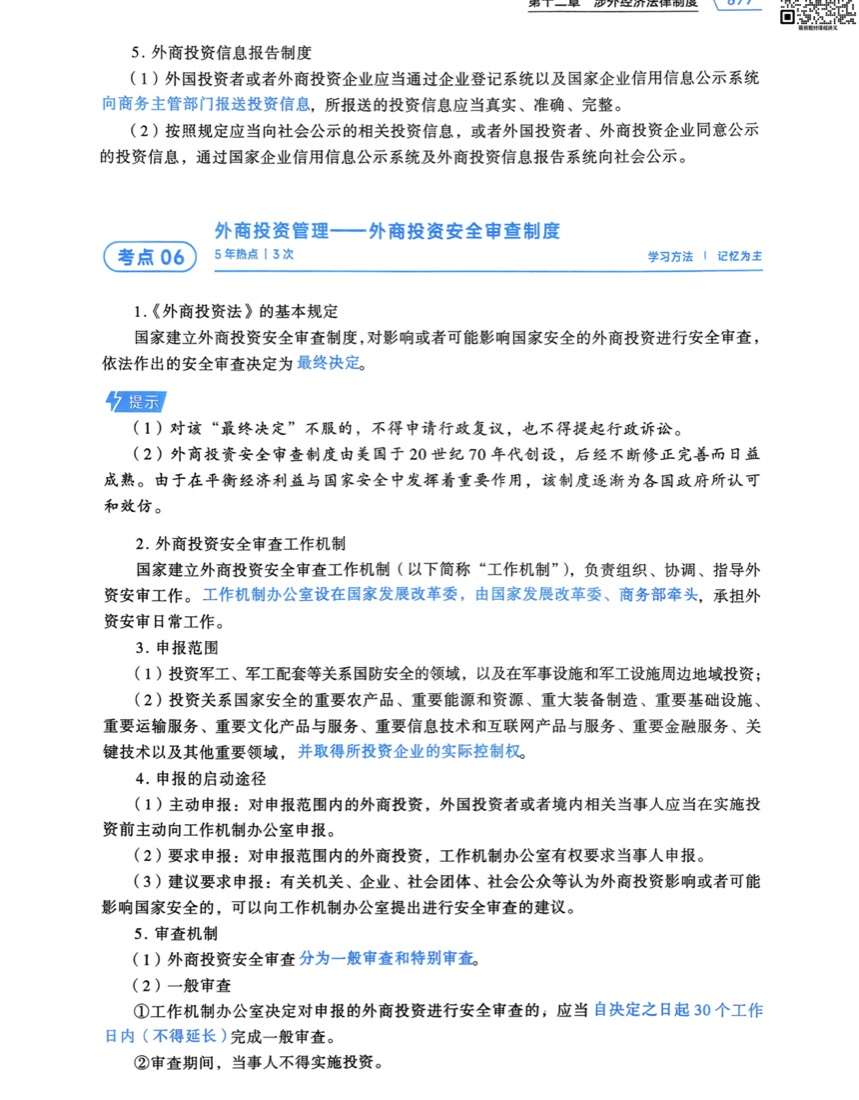 第十二章 涉外经济法律制度 677
5. 外商投资信息报告制度
（1）外国投资者或者外商投资企业应当通过企业登记系统以及国家企业信用信息公示系统
向商务主管部门报送投资信息，所报送的投资信息应当真实、准确、完整。
（2）按照规定应当向社会公示的相关投资信息，或者外国投资者、外商投资企业同意公示
的投资信息，通过国家企业信用信息公示系统及外商投资信息报告系统向社会公示。
考点 06
外商投资管理——外商投资安全审查制度
5 年热点 | 3 次
学习方法 | 记忆为主
1.《外商投资法》的基本规定
国家建立外商投资安全审查制度，对影响或者可能影响国家安全的外商投资进行安全审查，
依法作出的安全审查决定为最终决定。
提示
（1）对该“最终决定”不服的，不得申请行政复议，也不得提起行政诉讼。
（2）外商投资安全审查制度由美国于 20 世纪 70 年代创设，后经不断修正完善而日益
成熟。由于在平衡经济利益与国家安全中发挥着重要作用，该制度逐渐为各国政府所认可
和效仿。
2. 外商投资安全审查工作机制
国家建立外商投资安全审查工作机制（以下简称“工作机制”），负责组织、协调、指导外
资安审工作。工作机制办公室设在国家发展改革委，由国家发展改革委、商务部牵头，承担外
资安审日常工作。
3. 申报范围
（1）投资军工、军工配套等关系国防安全的领域，以及在军事设施和军工设施周边地域投资；
（2）投资关系国家安全的重要农产品、重要能源和资源、重大装备制造、重要基础设施、
重要运输服务、重要文化产品与服务、重要信息技术和互联网产品与服务、重要金融服务、关
键技术以及其他重要领域，并取得所投资企业的实际控制权。
4. 申报的启动途径
（1）主动申报：对申报范围内的外商投资，外国投资者或者境内相关当事人应当在实施投
资前主动向工作机制办公室申报。
（2）要求申报：对申报范围内的外商投资，工作机制办公室有权要求当事人申报。
（3）建议要求申报：有关机关、企业、社会团体、社会公众等认为外商投资影响或者可能
影响国家安全的，可以向工作机制办公室提出进行安全审查的建议。
5. 审查机制
（1）外商投资安全审查分为一般审查和特别审查。
（2）一般审查
①工作机制办公室决定对申报的外商投资进行安全审查的，应当自决定之日起 30 个工作
日内（不得延长）完成一般审查。
②审查期间，当事人不得实施投资。